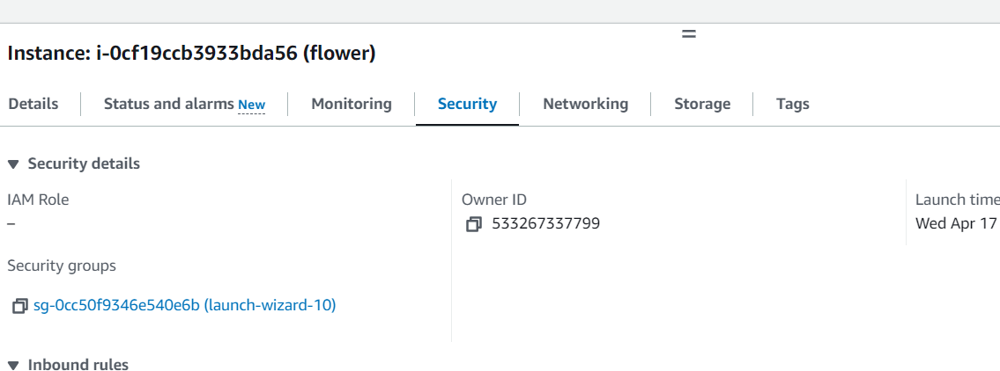 Instance: i-0cf19ccb3933bda56 (flower)
Details Status and alarms New Monitoring Security Networking Storage Tags
Security details
IAM Role Owner ID Launch time
– 533267337799 Wed Apr 17
Security groups
sg-0cc50f9346e540e6b (launch-wizard-10)
Inbound rules